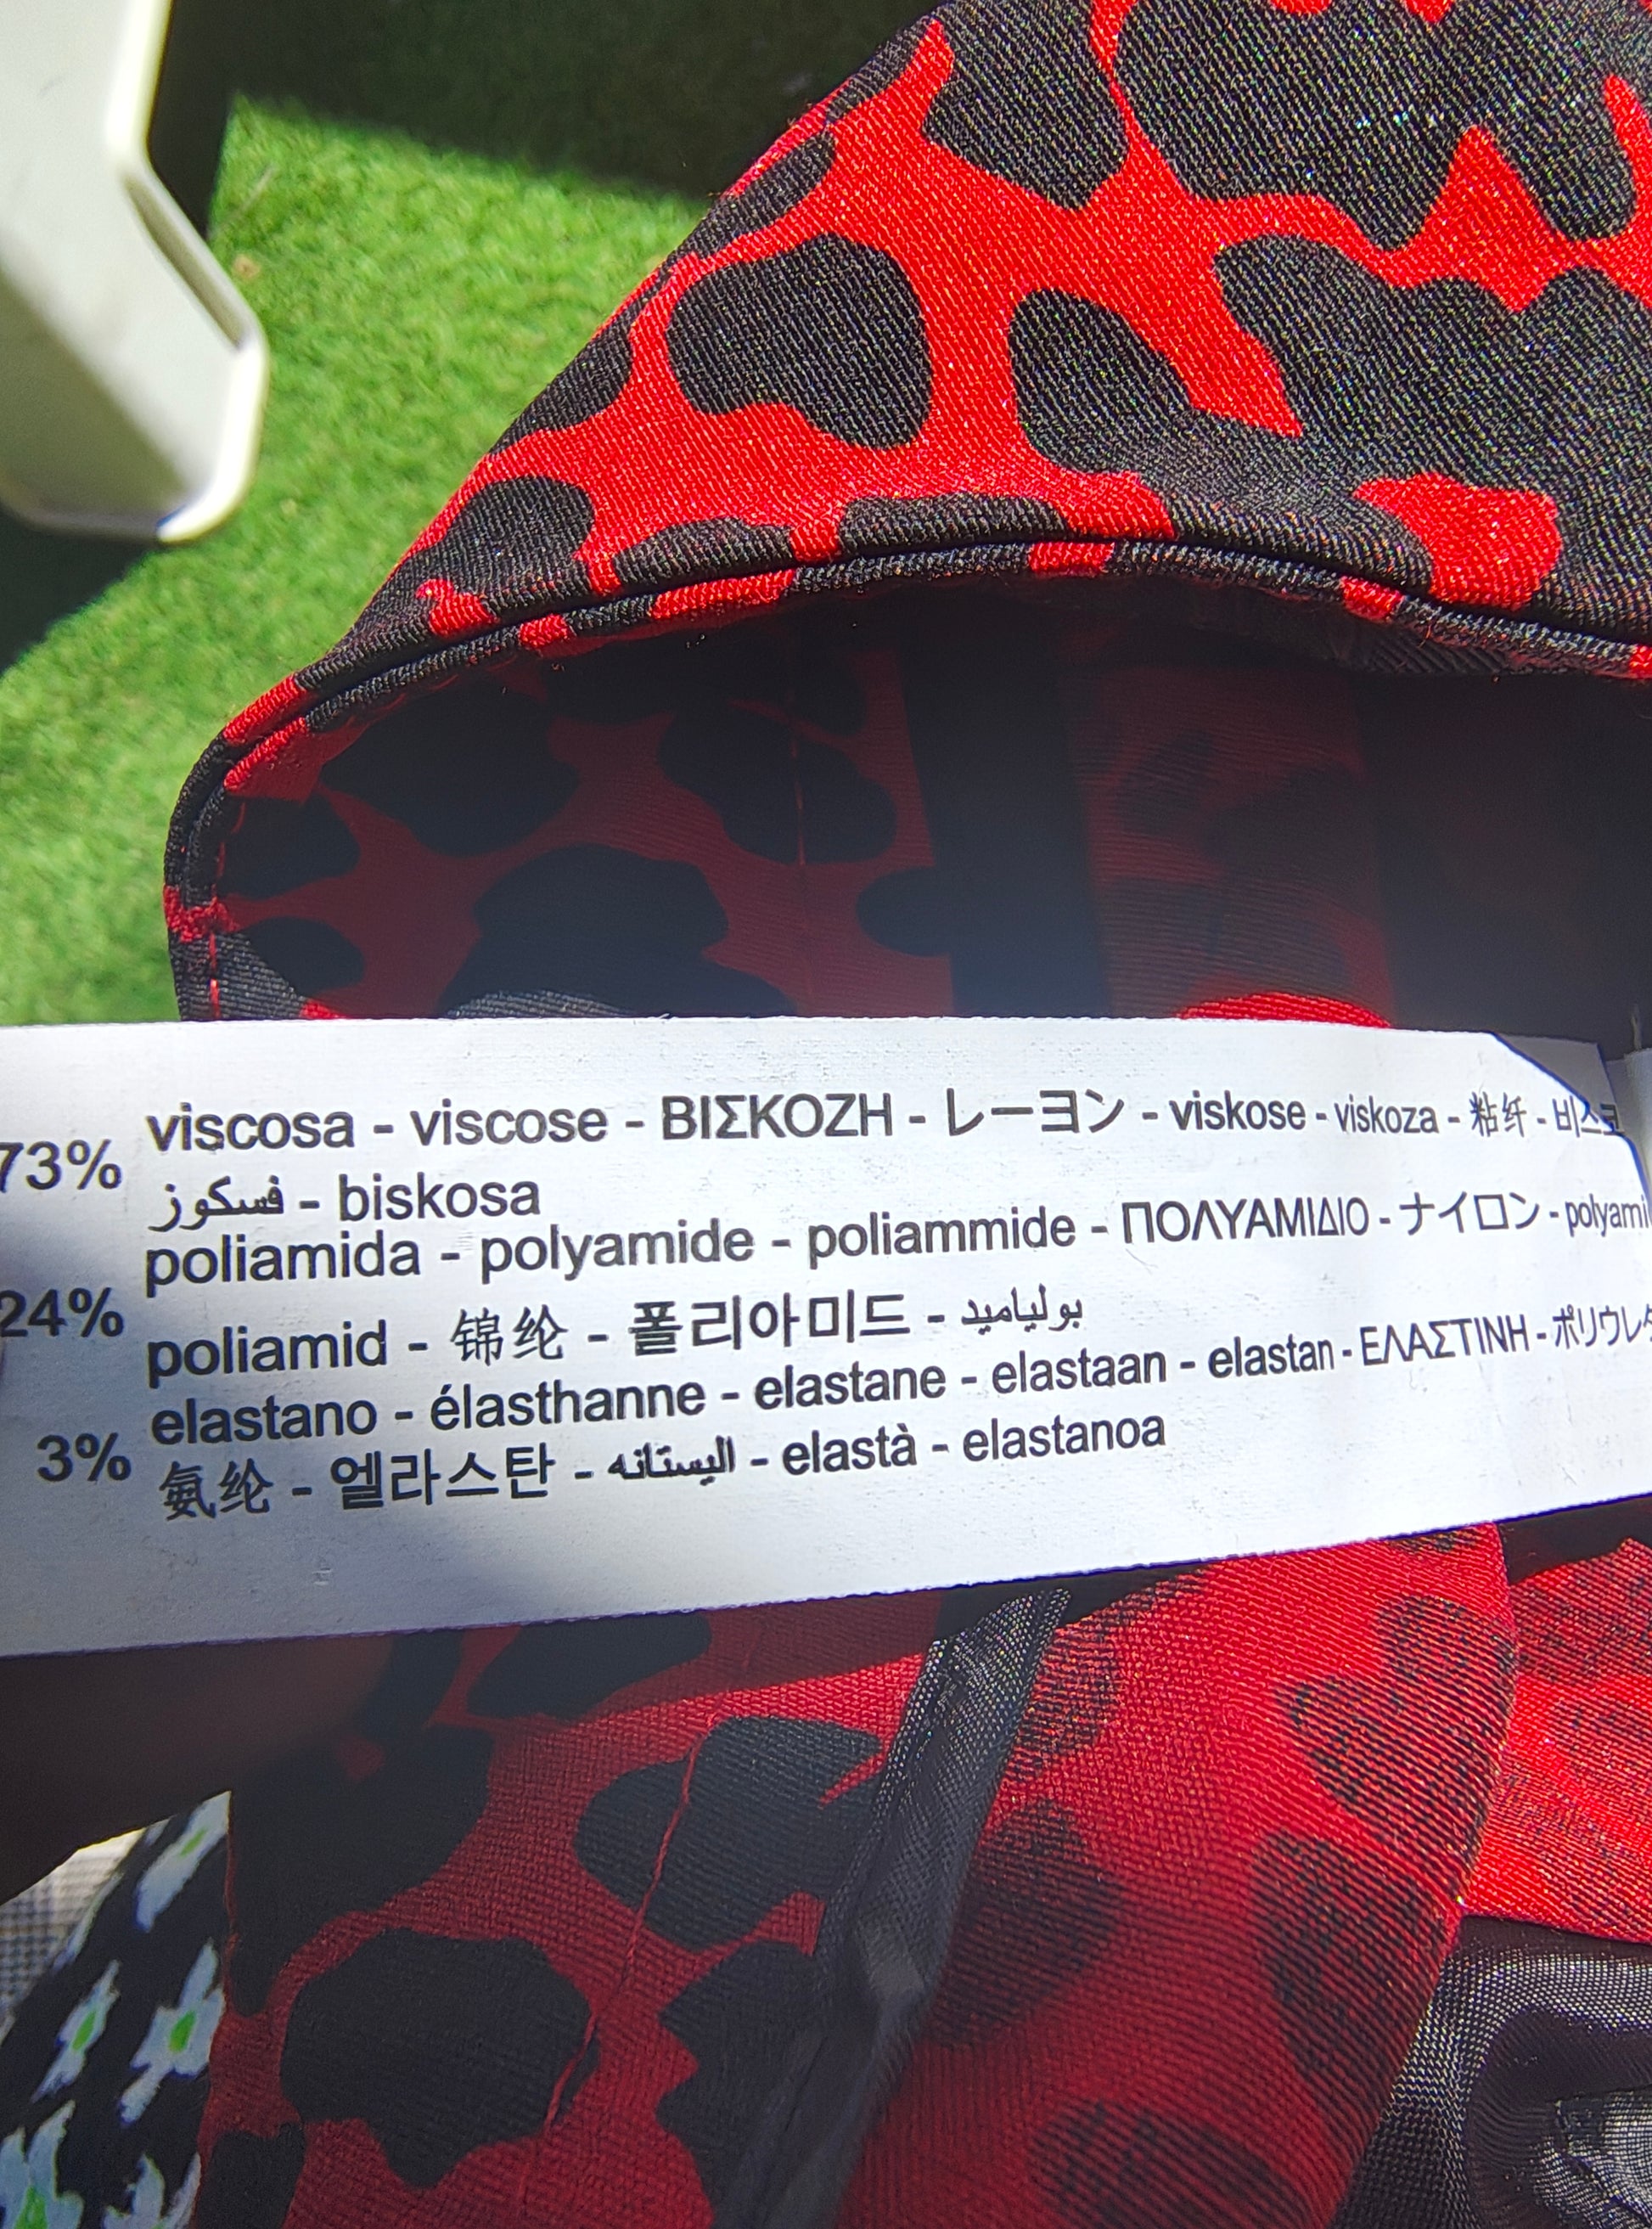 73% viscosa - viscose - ΒΙΣΚΟΖΗ - レーヨン - viskose - viskoza - 粘纤 -
فسكوز - biskosa
24% poliamida - polyamide - poliammide - ΠΟΛΥΑΜΙΔΙΟ - ナイロン -
poliamid - 锦纶 - 폴리아미드 - بولياميد
3% elastano - élasthanne - elastane - elastaan - elastan - ΕΛΑΣΤΙΝΗ -
氨纶 - 엘라스탄 - اليستانه - elastà - elastanoa